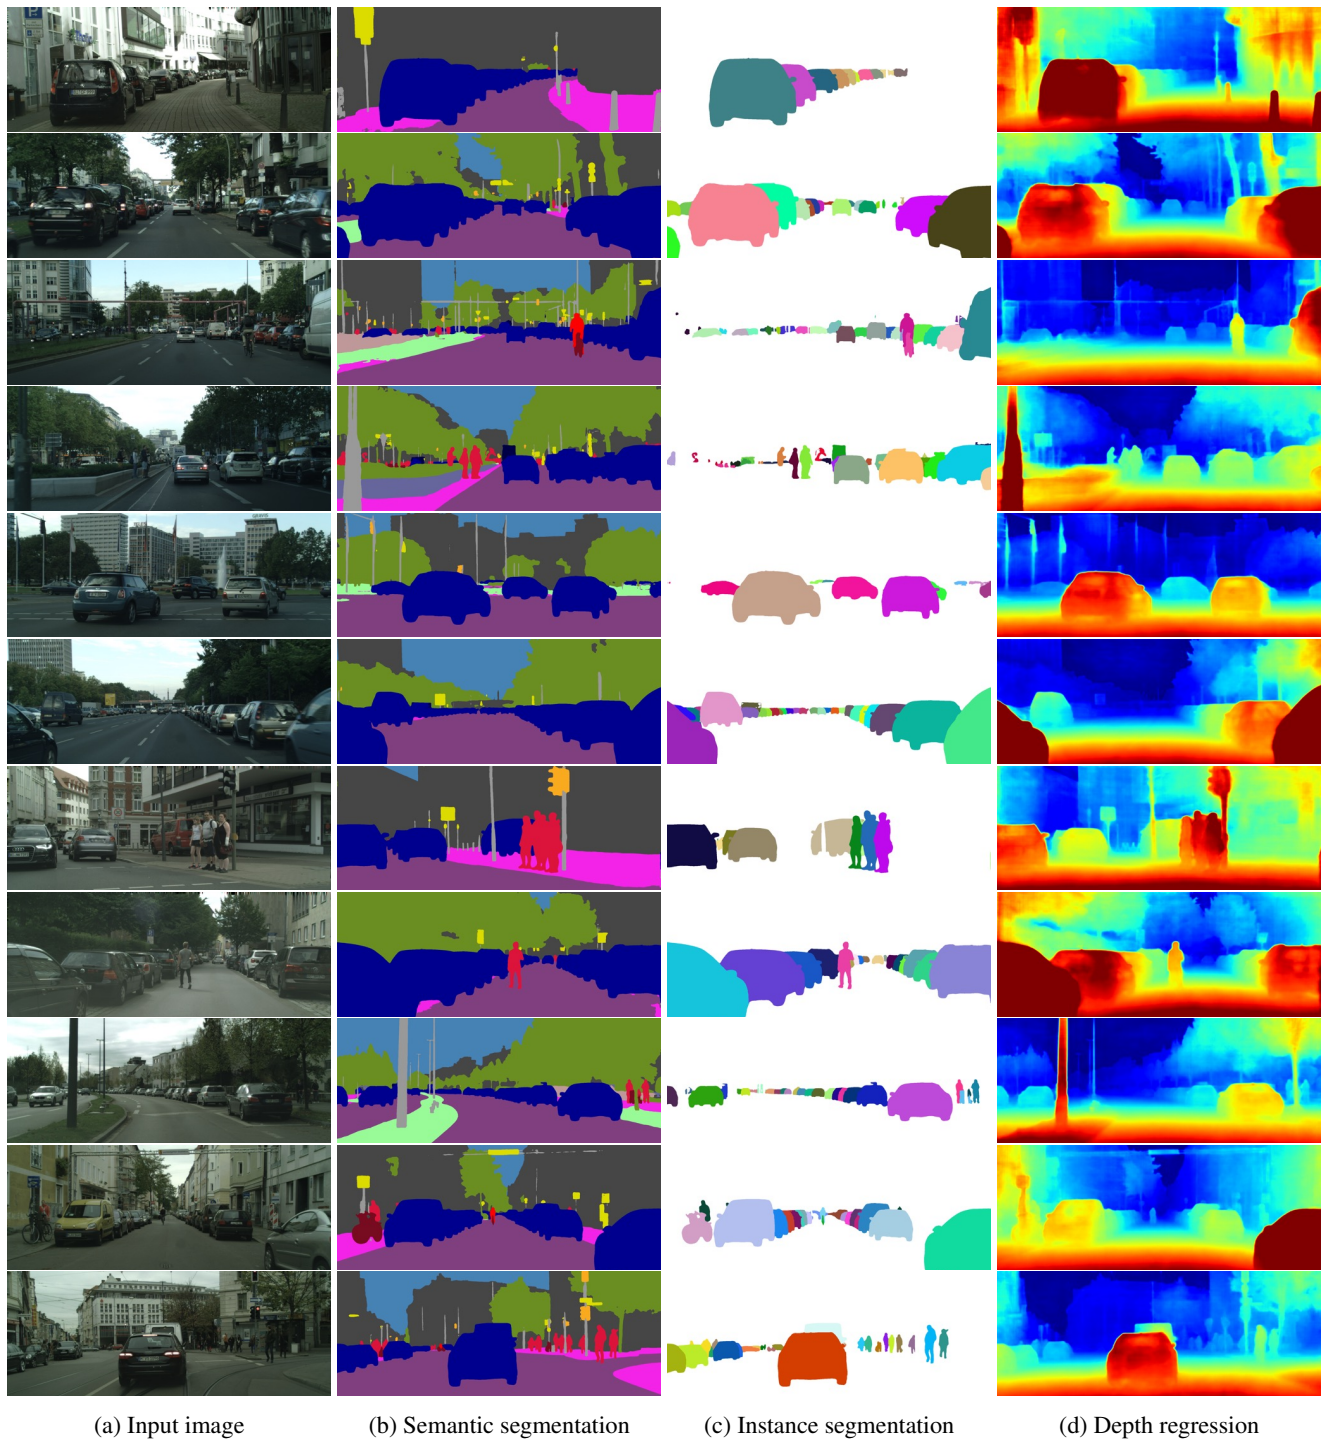 (a) Input image
(b) Semantic segmentation
(c) Instance segmentation
(d) Depth regression